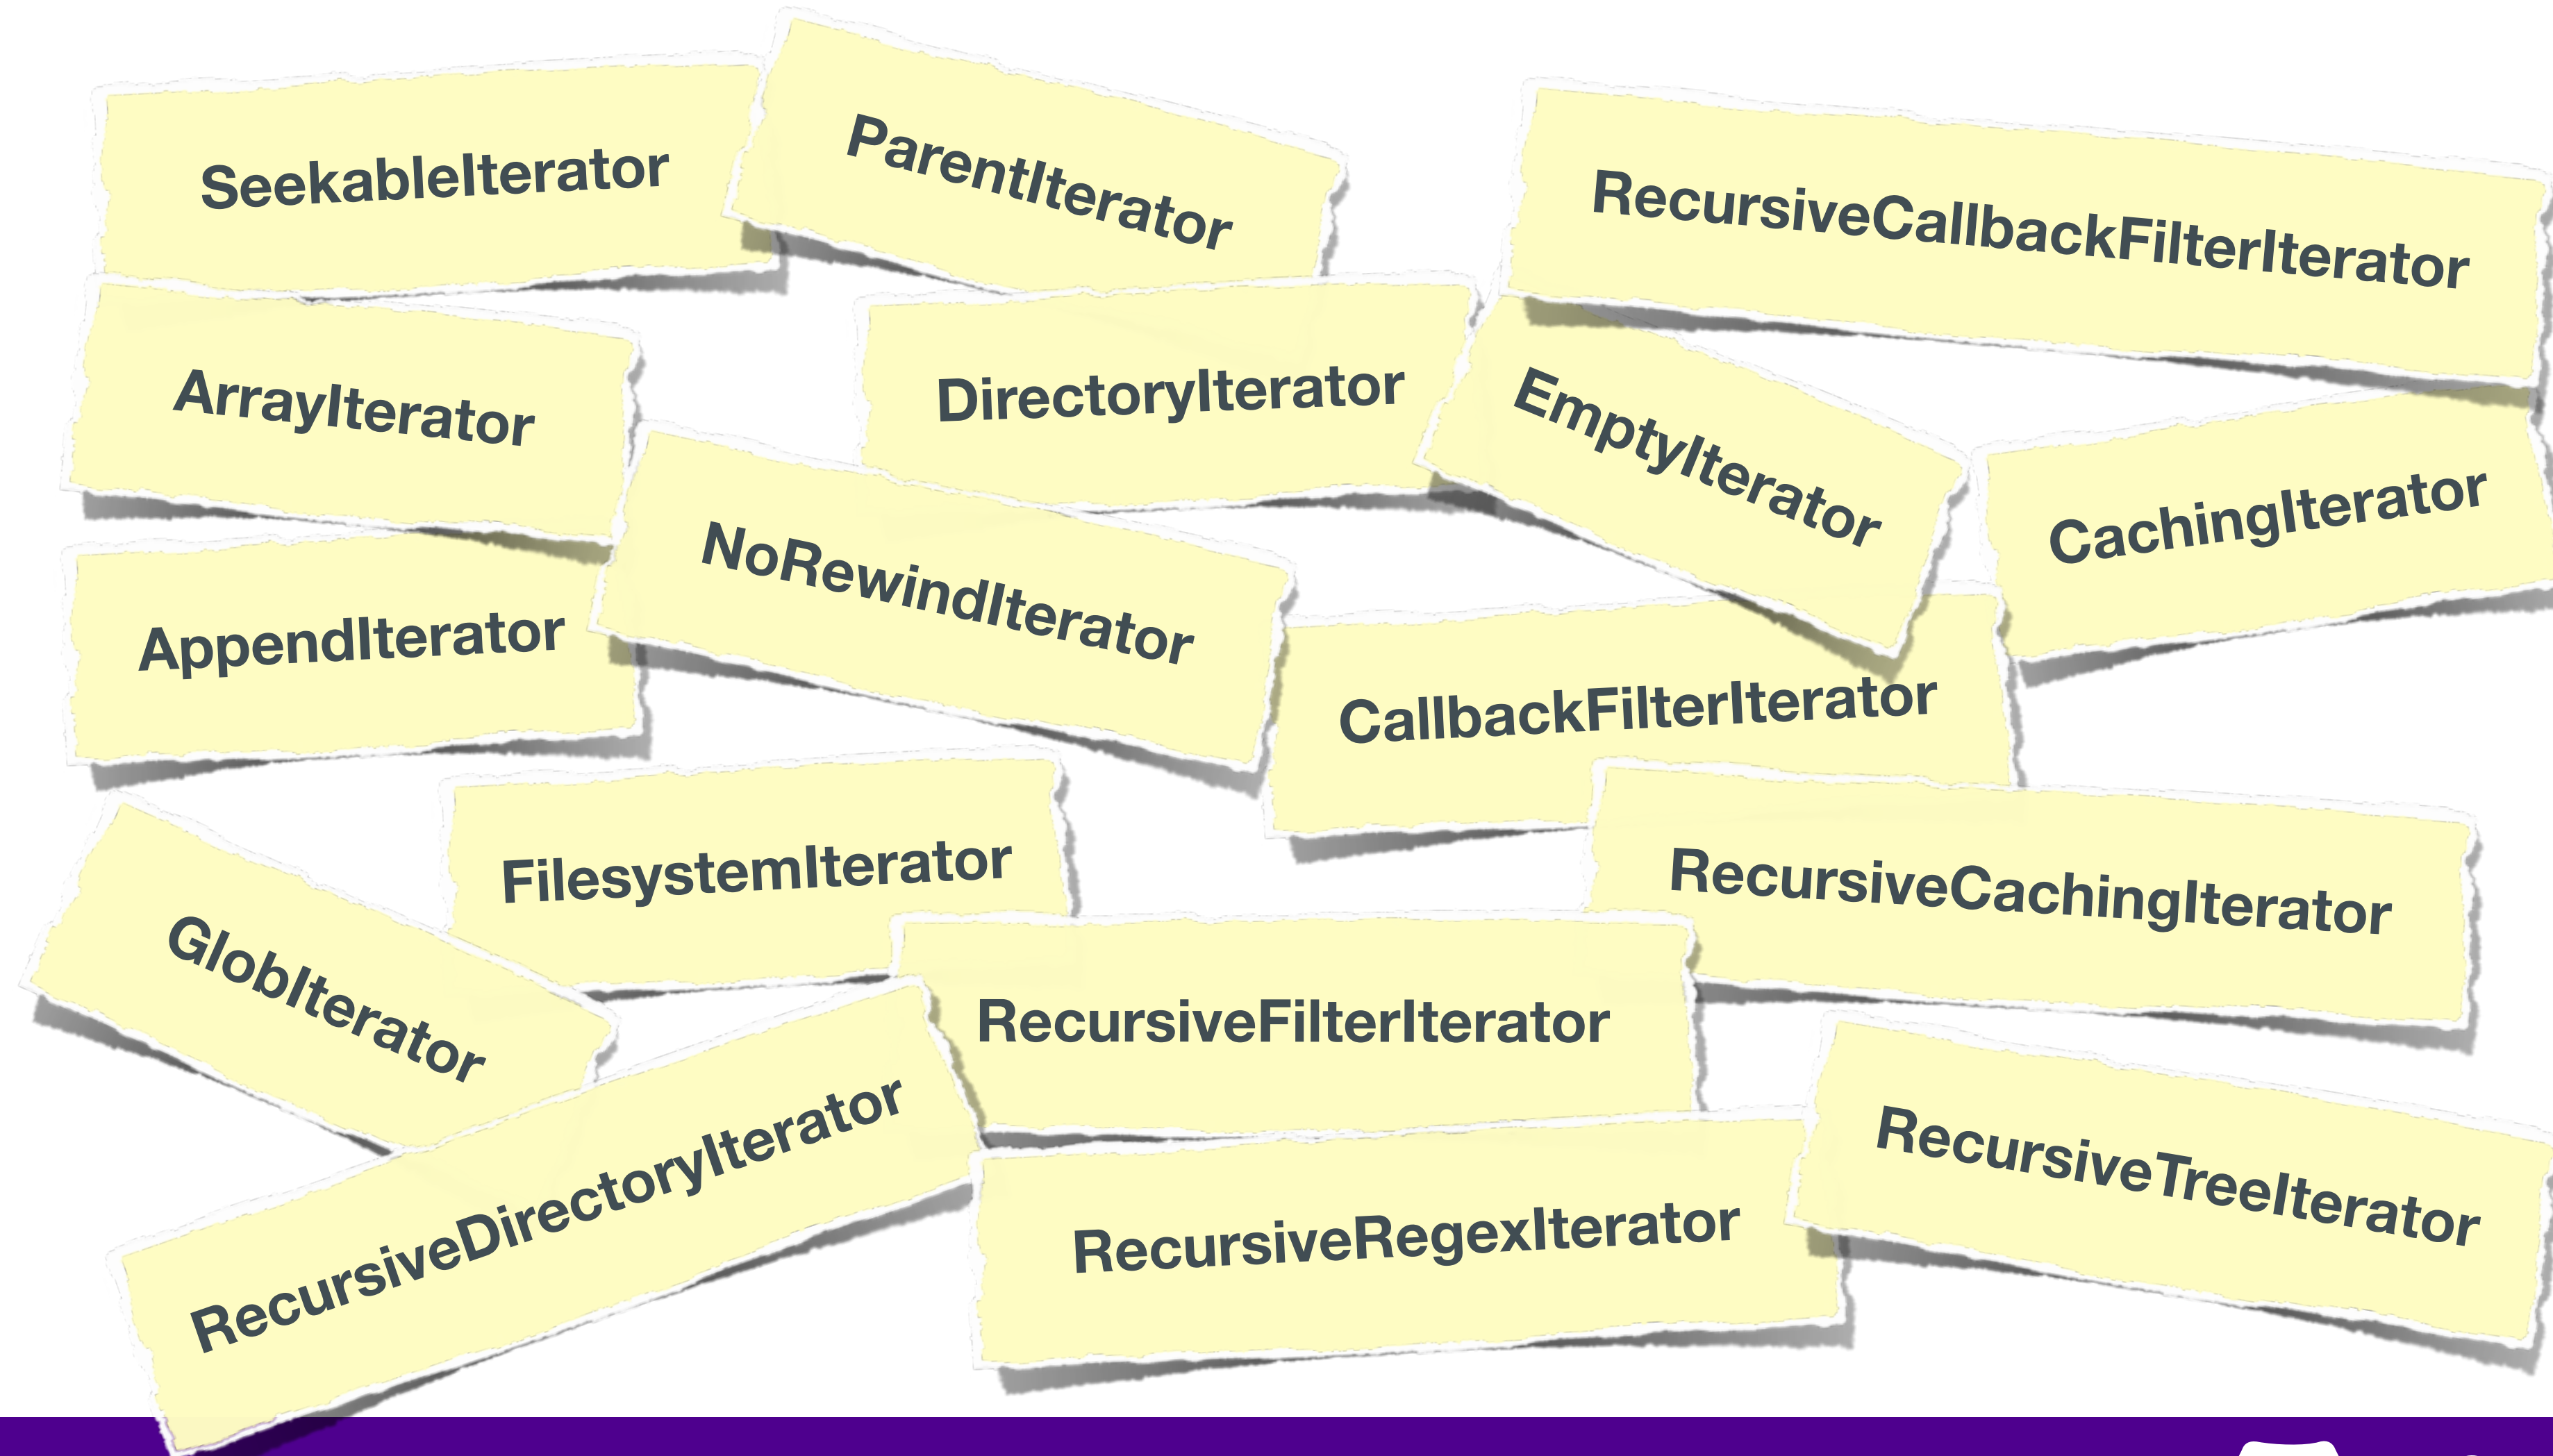 SeekableIterator
ParentIterator
RecursiveCallbackFilterIterator
ArrayIterator
DirectoryIterator
EmptyIterator
CachingIterator
NoRewindIterator
AppendIterator
CallbackFilterIterator
FilesystemIterator
RecursiveCachingIterator
GlobIterator
RecursiveFilterIterator
RecursiveDirectoryIterator
RecursiveRegexIterator
RecursiveTreeIterator